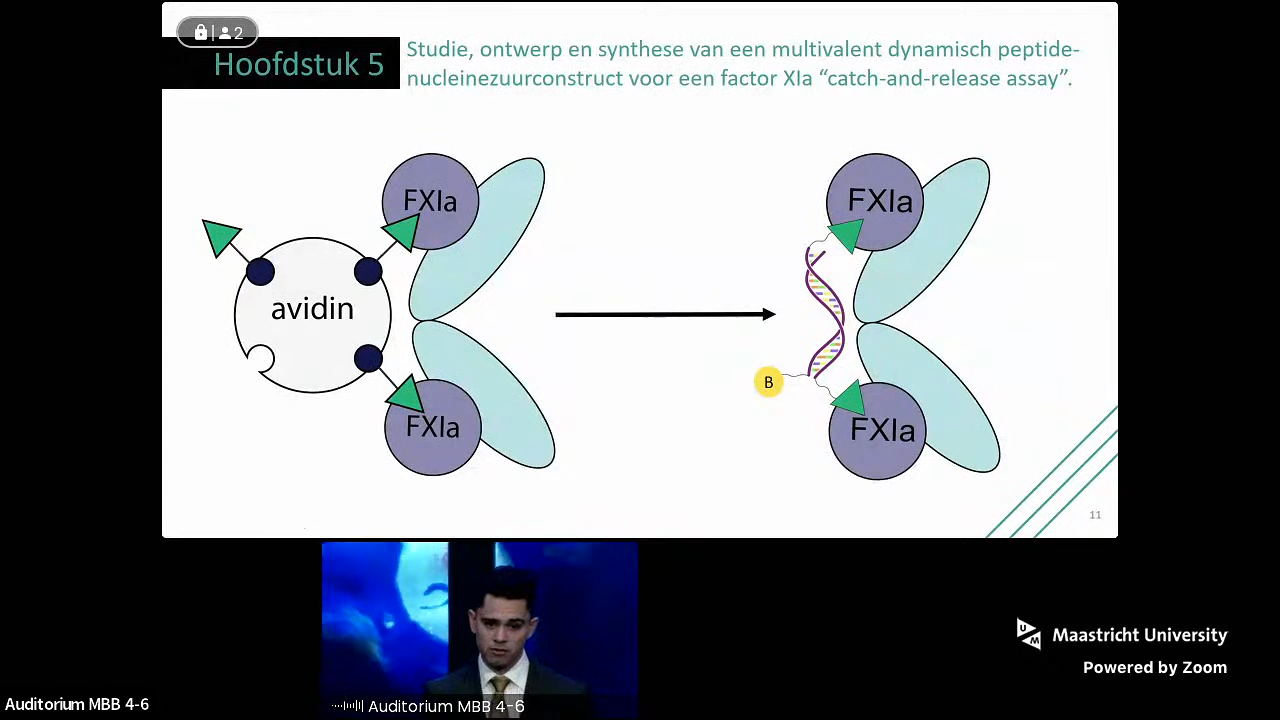 2
Hoofdstuk 5
Studie, ontwerp en synthese van een multivalent dynamisch peptide-
nucleinezuurconstruct voor een factor XIa “catch-and-release assay”.
FXIa
FXIa
avidin
B
FXIa
FXIa
11
UM
Maastricht University
Powered by Zoom
Auditorium MBB 4-6
Auditorium MBB 4-6